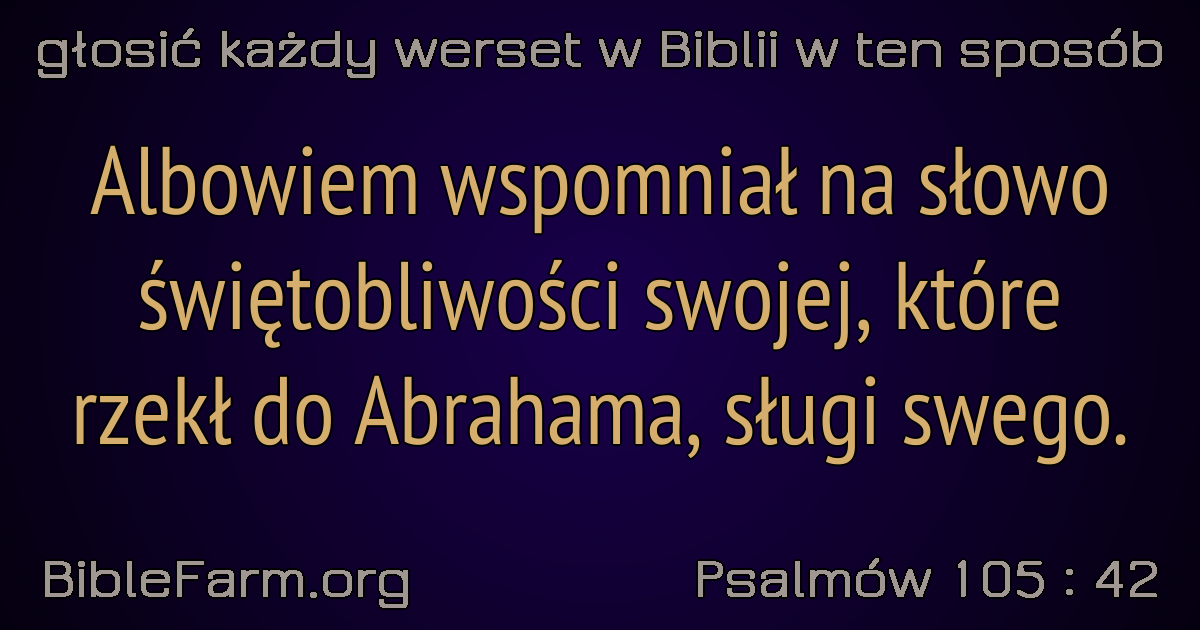 głosić każdy werset w Biblii w ten sposób
Albowiem wspomniał na słowo
świętobliwości swojej, które
rzekł do Abrahama, sługi swego.
BibleFarm.org
Psalmów 105 : 42